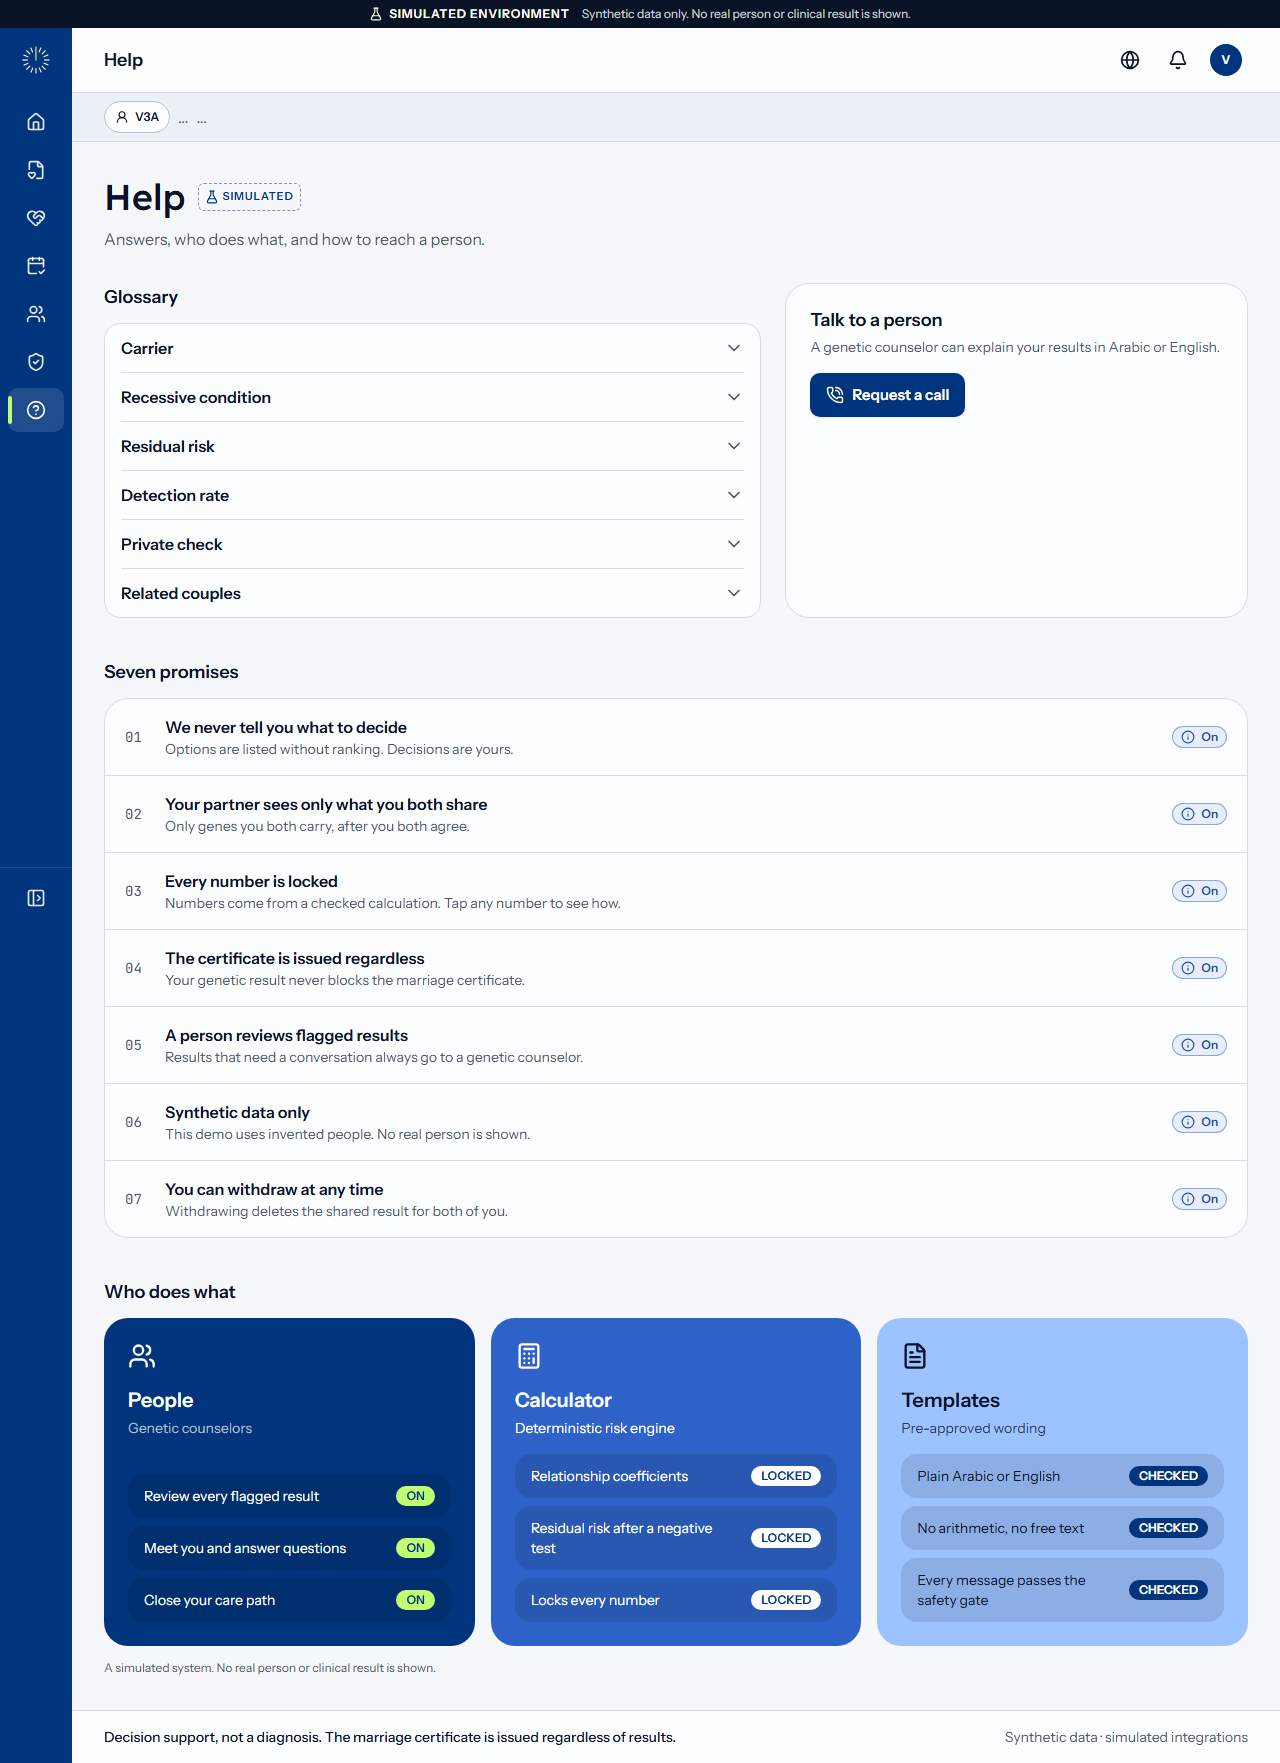 SIMULATED ENVIRONMENT Synthetic data only. No real person or clinical result is shown.
Help
V
V3A ... ...
Help
SIMULATED
Answers, who does what, and how to reach a person.
Glossary
Carrier
Recessive condition
Residual risk
Detection rate
Private check
Related couples
Talk to a person
A genetic counselor can explain your results in Arabic or English.
Request a call
Seven promises
01
We never tell you what to decide
Options are listed without ranking. Decisions are yours.
On
02
Your partner sees only what you both share
Only genes you both carry, after you both agree.
On
03
Every number is locked
Numbers come from a checked calculation. Tap any number to see how.
On
04
The certificate is issued regardless
Your genetic result never blocks the marriage certificate.
On
05
A person reviews flagged results
Results that need a conversation always go to a genetic counselor.
On
06
Synthetic data only
This demo uses invented people. No real person is shown.
On
07
You can withdraw at any time
Withdrawing deletes the shared result for both of you.
On
Who does what
People
Genetic counselors
Review every flagged result ON
Meet you and answer questions ON
Close your care path ON
Calculator
Deterministic risk engine
Relationship coefficients LOCKED
Residual risk after a negative
test
LOCKED
Locks every number LOCKED
Templates
Pre-approved wording
Plain Arabic or English CHECKED
No arithmetic, no free text CHECKED
Every message passes the
safety gate
CHECKED
A simulated system. No real person or clinical result is shown.
Decision support, not a diagnosis. The marriage certificate is issued regardless of results.
Synthetic data · simulated integrations